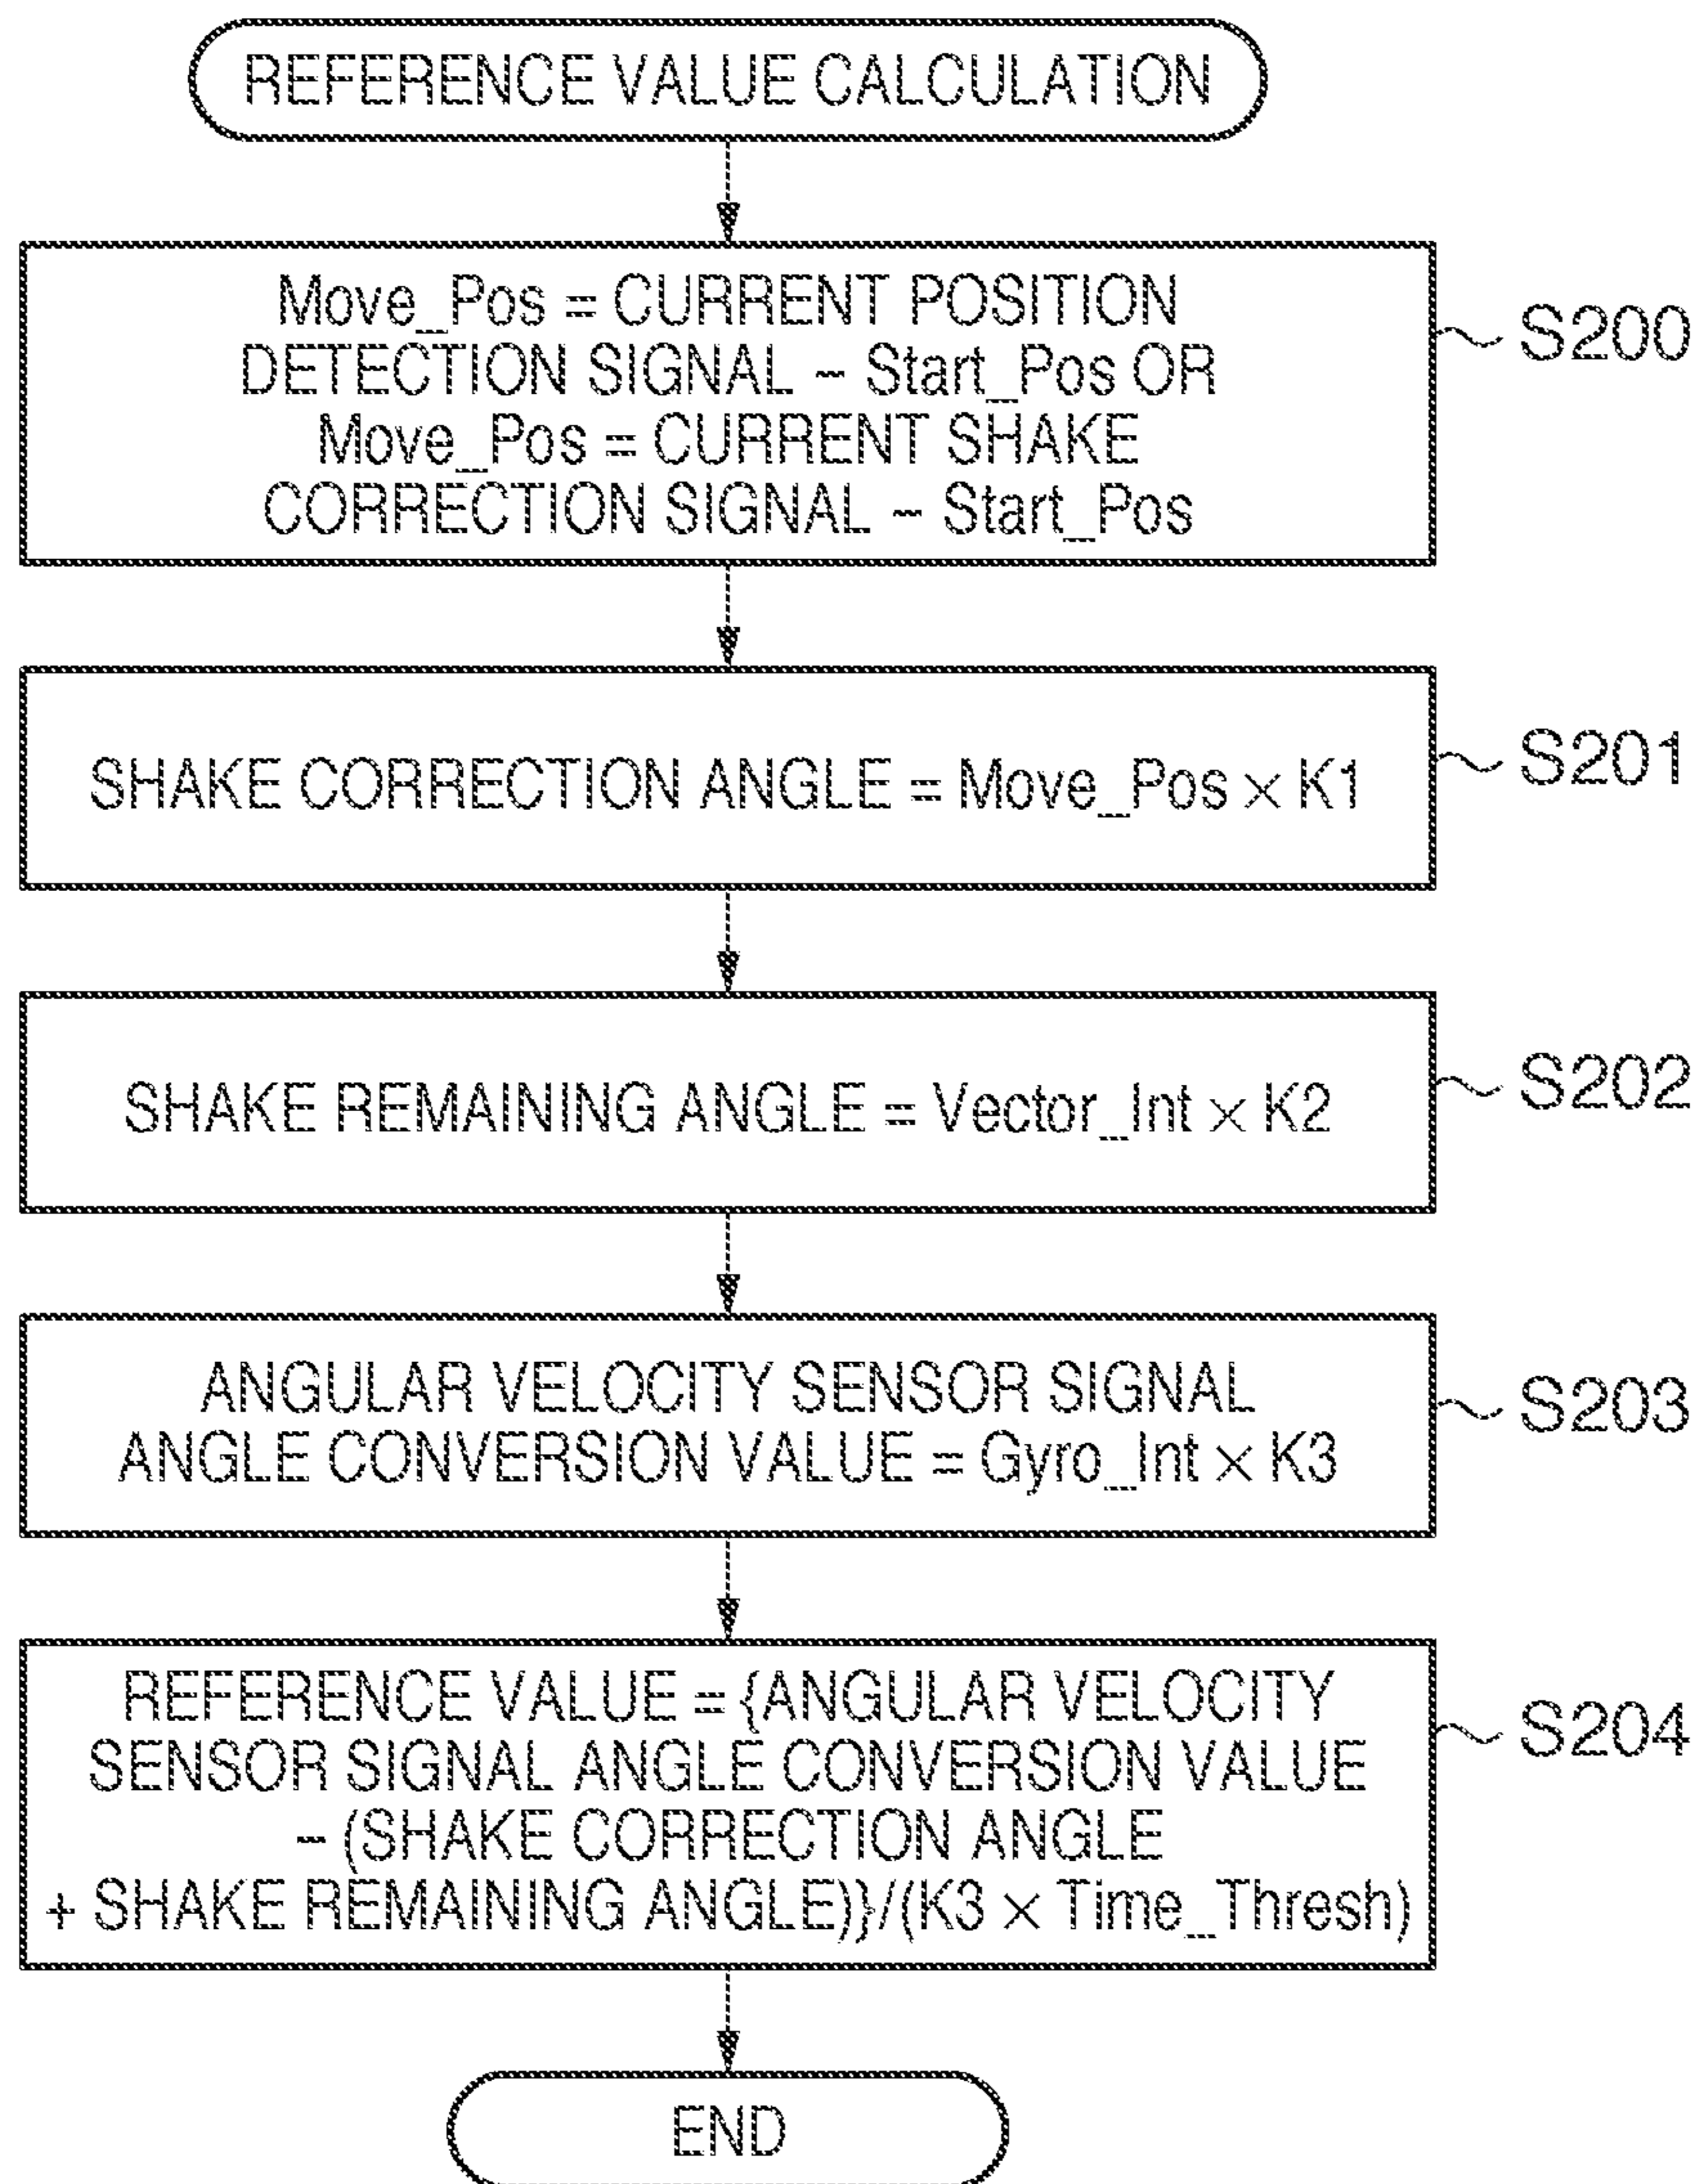 REFERENCE VALUE CALCULATION
Move_Pos = CURRENT POSITION
DETECTION SIGNAL - Start_Pos OR
Move_Pos = CURRENT SHAKE
CORRECTION SIGNAL - Start_Pos
S200
SHAKE CORRECTION ANGLE = Move_Pos × K1
S201
SHAKE REMAINING ANGLE = Vector_Int × K2
S202
ANGULAR VELOCITY SENSOR SIGNAL
ANGLE CONVERSION VALUE = Gyro_Int × K3
S203
REFERENCE VALUE = {ANGULAR VELOCITY
SENSOR SIGNAL ANGLE CONVERSION VALUE
- (SHAKE CORRECTION ANGLE
+ SHAKE REMAINING ANGLE)}/(K3 × Time_Thresh)
S204
END